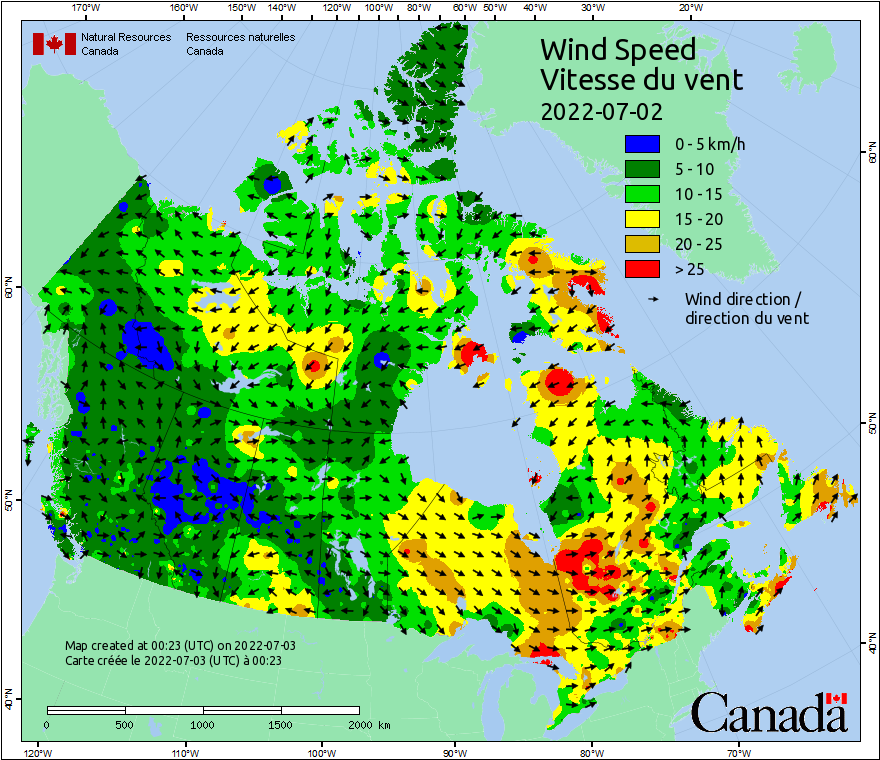 170°W 160°W 150°W 140°W 130°W 120°W 110°W 100°W 90°W 80°W 70°W 60°W 50°W 40°W 30°W 20°W
Natural Resources Ressources naturelles
Canada Canada
Wind Speed
Vitesse du vent
2022-07-02
0 - 5 km/h
5 - 10
10 - 15
15 - 20
20 - 25
> 25
Wind direction /
direction du vent
60°N 60°N
50°N 50°N
40°N 40°N
Map created at 00:23 (UTC) on 2022-07-03
Carte créée le 2022-07-03 (UTC) à 00:23
0 500 1000 1500 2000 km
Canada
120°W 110°W 100°W 90°W 80°W 70°W